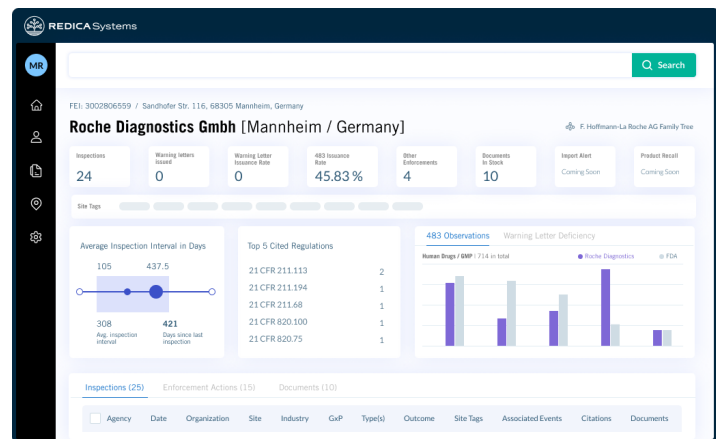 REDICA Systems
MR
Search
FEI: 3002806559 / Sandhofer Str. 116, 68305 Mannheim, Germany
Roche Diagnostics Gmbh [Mannheim / Germany]
F. Hoffmann-La Roche AG Family Tree
Inspections
24
Warning letters issued
0
Warning Letter Issuance Rate
0
483 Issuance Rate
45.83 %
Other Enforcements
4
Documents In Stock
10
Import Alert
Coming Soon
Product Recall
Coming Soon
Site Tags
Average Inspection Interval in Days
105 437.5
308 421
Avg. inspection interval
Days since last inspection
Top 5 Cited Regulations
21 CFR 211.113 2
21 CFR 211.194 1
21 CFR 211.68 1
21 CFR 820.100 1
21 CFR 820.75 1
483 Observations Warning Letter Deficiency
Human Drugs / GMP | 714 in total
Roche Diagnostics FDA
Inspections (25) Enforcement Actions (15) Documents (10)
Agency Date Organization Site Industry GxP Type(s) Outcome Site Tags Associated Events Citations Documents